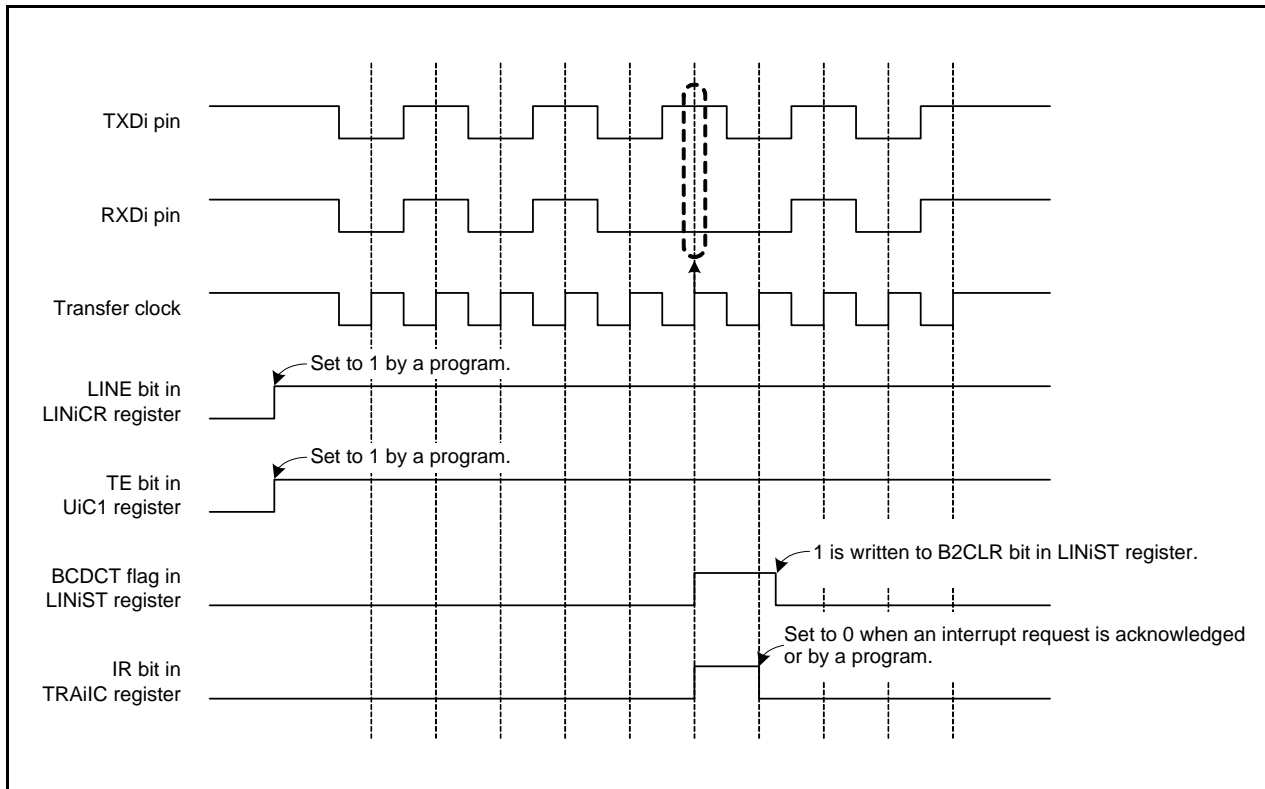 TXDi pin
RXDi pin
Transfer clock
Set to 1 by a program.
LINE bit in
LINiCR register
Set to 1 by a program.
TE bit in
UiC1 register
1 is written to B2CLR bit in LINiST register.
BCDCT flag in
LINiST register
Set to 0 when an interrupt request is acknowledged
or by a program.
IR bit in
TRAiIC register